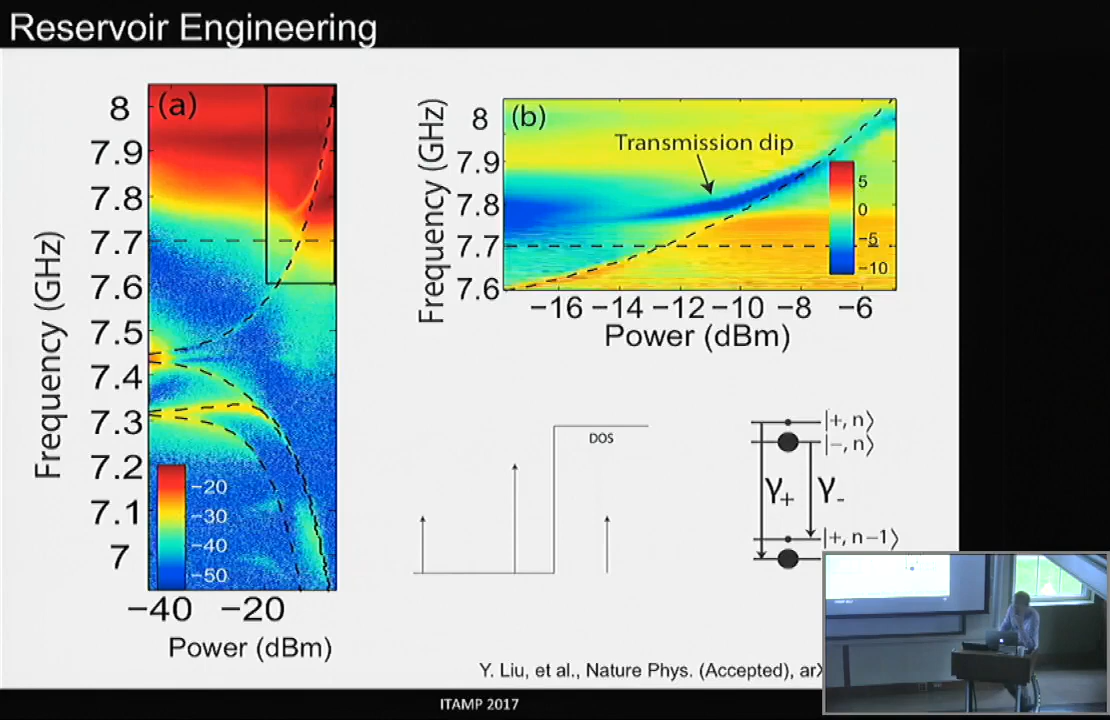 Reservoir Engineering
(a)
8
7.9
7.8
7.7
7.6
7.5
7.4
7.3
7.2
7.1
7
Frequency (GHz)
−20
−30
−40
−50
−40 −20
Power (dBm)
(b)
Transmission dip
8
7.9
7.8
7.7
7.6
Frequency (GHz)
5
0
−5
−10
−16 −14 −12 −10 −8 −6
Power (dBm)
DOS
|+, n⟩
|−, n⟩
γ+ γ-
|+, n−1⟩
Y. Liu, et al., Nature Phys. (Accepted), arX
ITAMP 2017